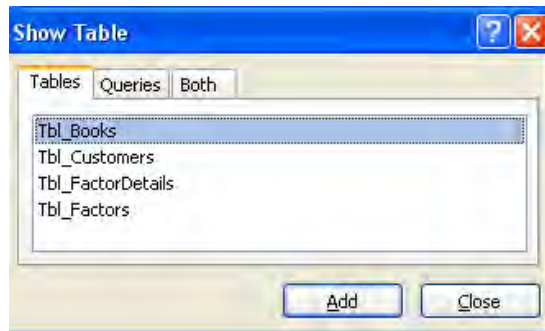 Show Table
Tables Queries Both
Tbl_Books
Tbl_Customers
Tbl_FactorDetails
Tbl_Factors
Add Close